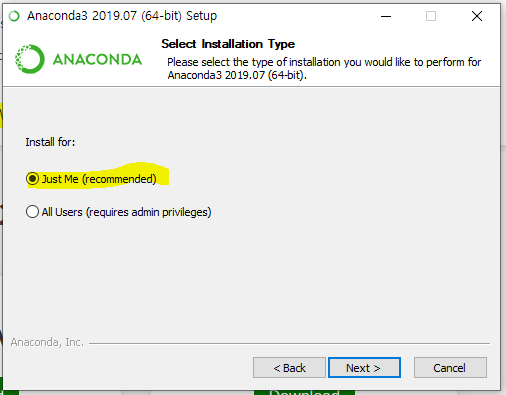 Anaconda3 2019.07 (64-bit) Setup
ANACONDA
Select Installation Type
Please select the type of installation you would like to perform for
Anaconda3 2019.07 (64-bit).
Install for:
Just Me (recommended)
All Users (requires admin privileges)
Anaconda, Inc.
< Back
Next >
Cancel
Download